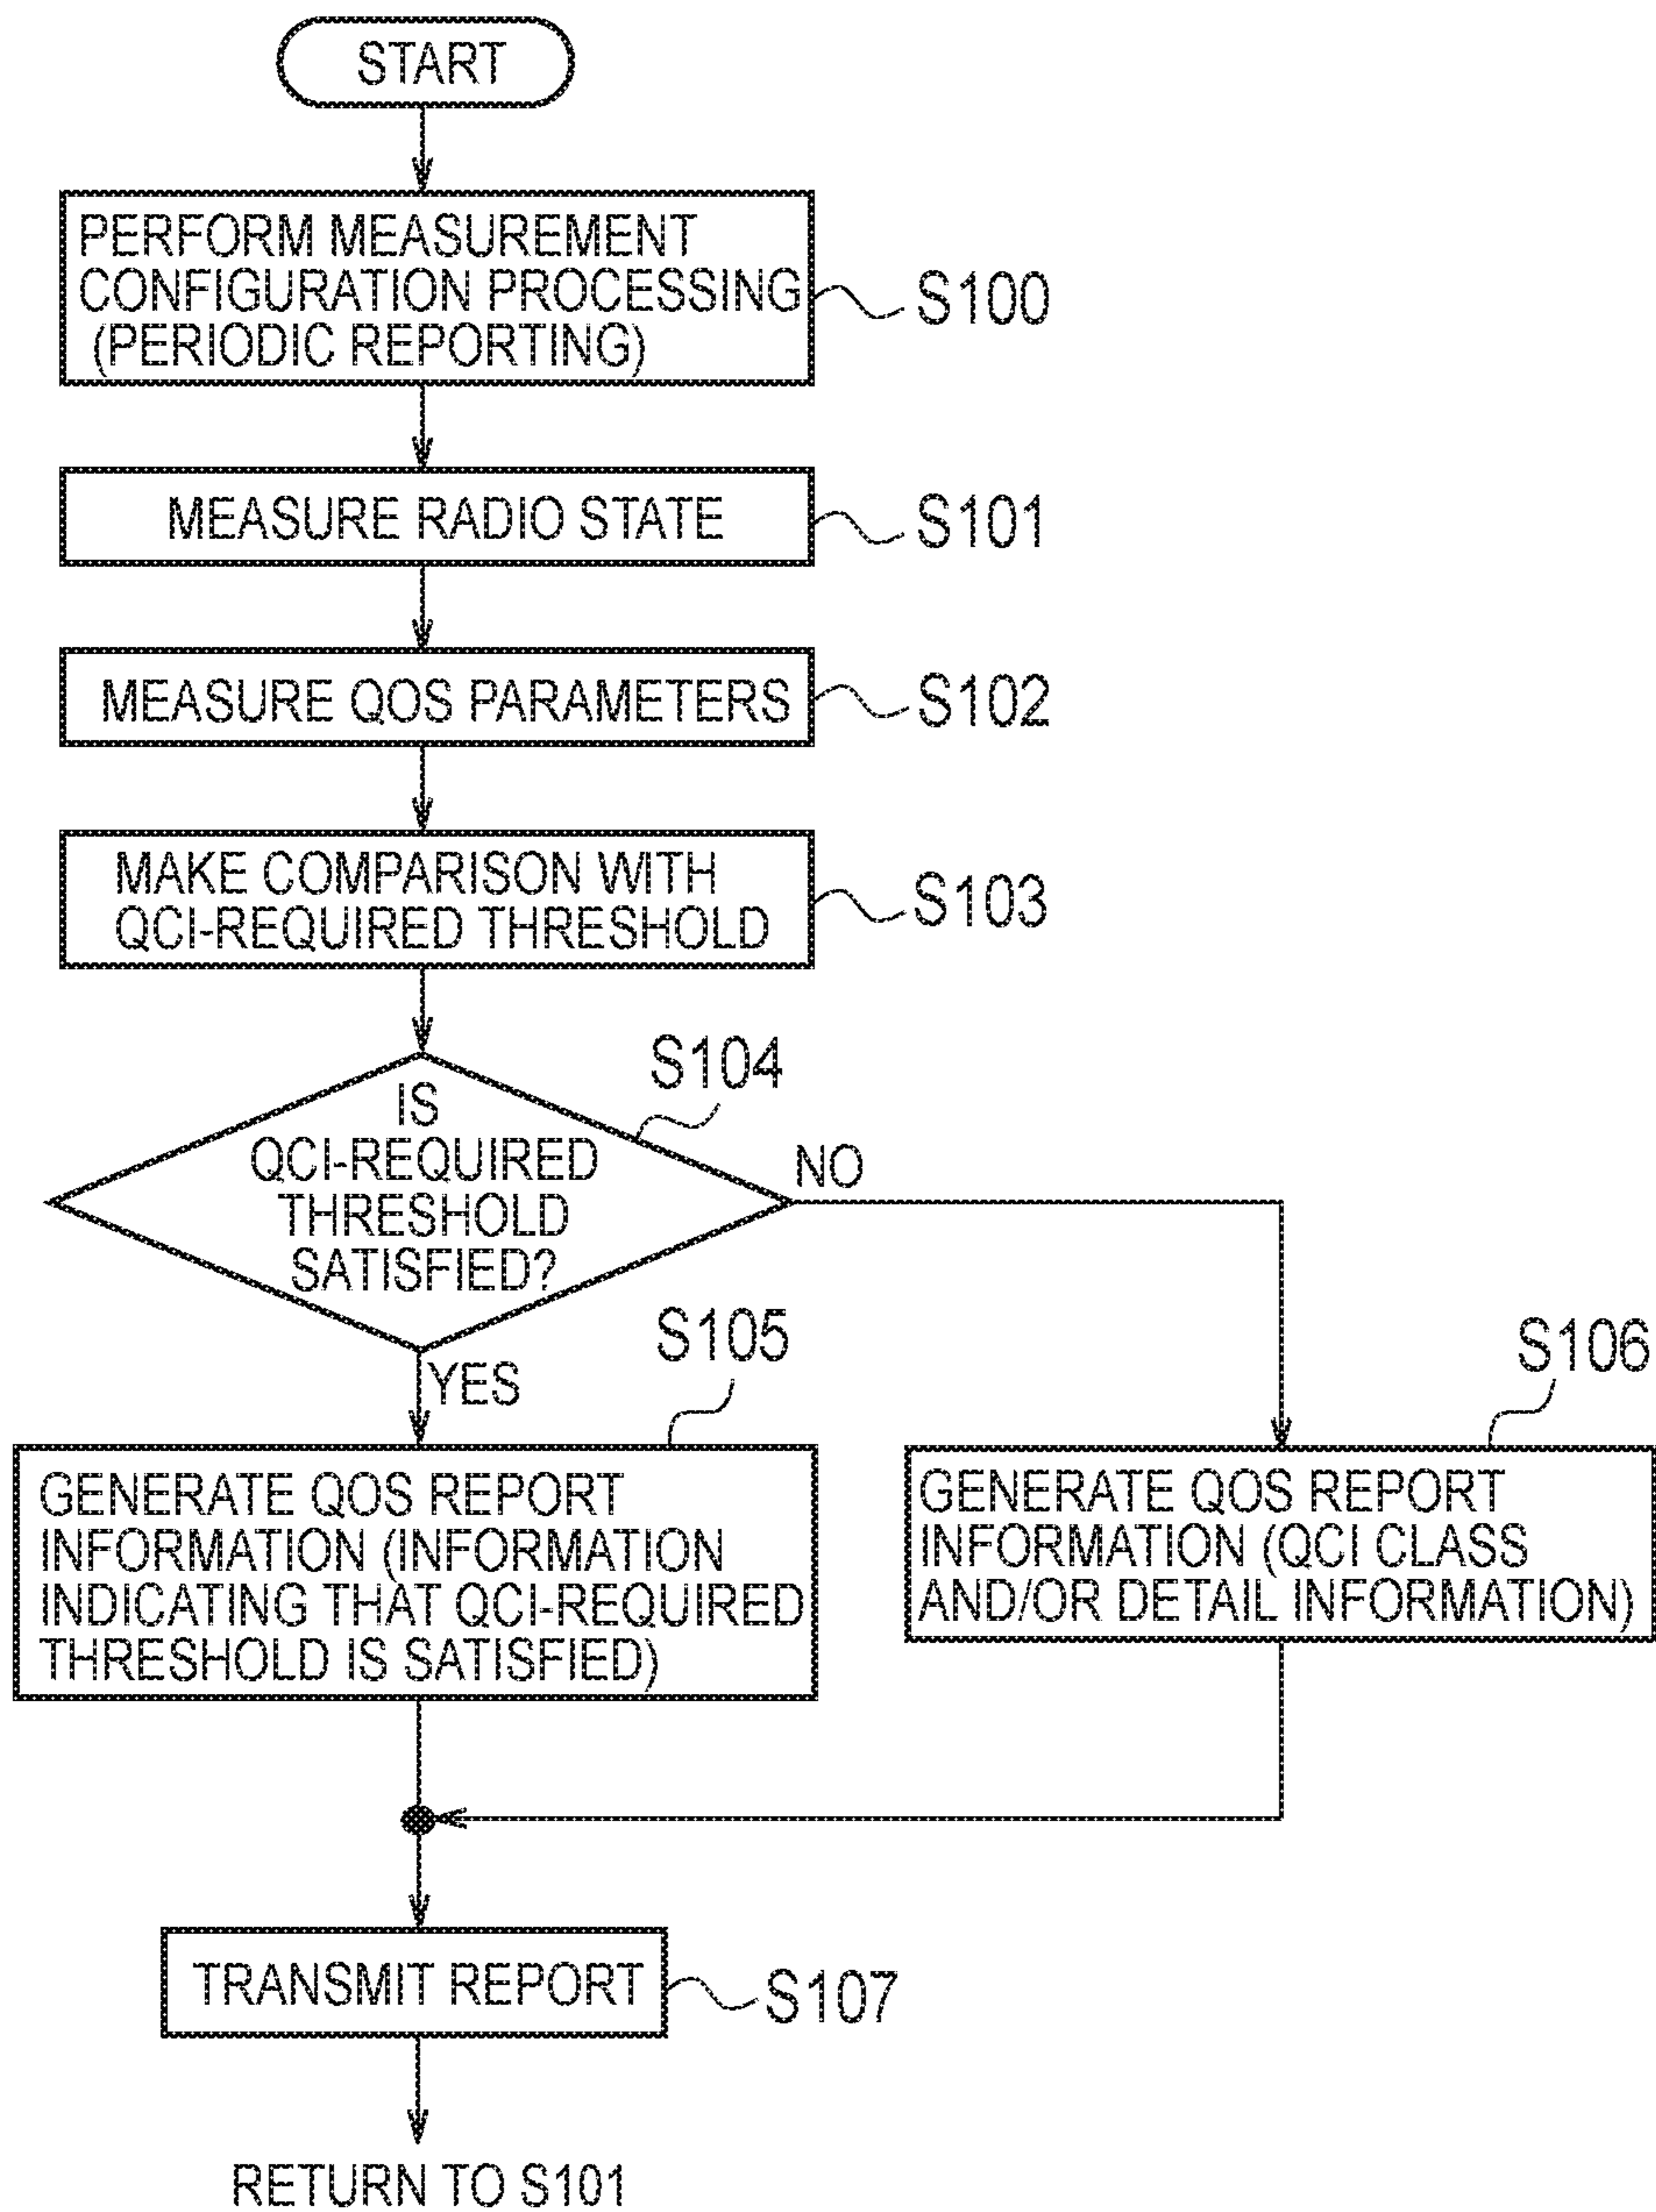 START
PERFORM MEASUREMENT
CONFIGURATION PROCESSING
(PERIODIC REPORTING)
S100
MEASURE RADIO STATE
S101
MEASURE QOS PARAMETERS
S102
MAKE COMPARISON WITH
QCI-REQUIRED THRESHOLD
S103
S104
IS
QCI-REQUIRED
THRESHOLD
SATISFIED?
NO
YES
S105
GENERATE QOS REPORT
INFORMATION (INFORMATION
INDICATING THAT QCI-REQUIRED
THRESHOLD IS SATISFIED)
S106
GENERATE QOS REPORT
INFORMATION (QCI CLASS
AND/OR DETAIL INFORMATION)
TRANSMIT REPORT
S107
RETURN TO S101